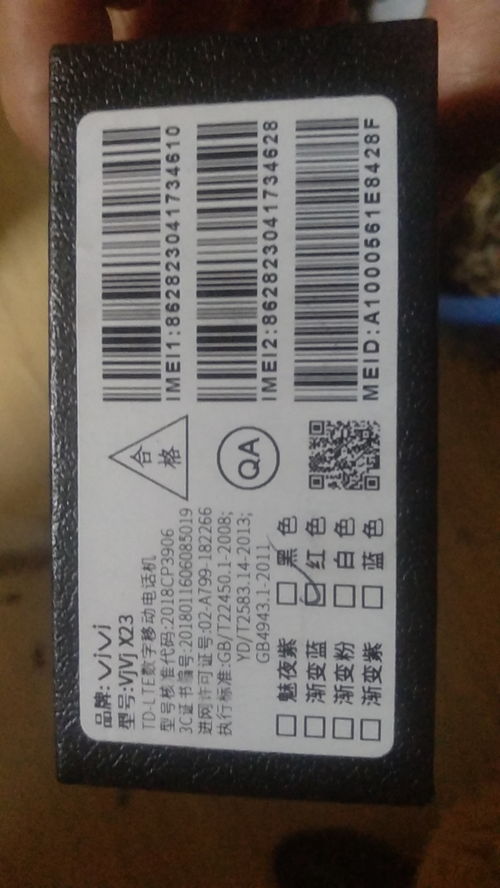 品牌:vivi
型号:VjVj X23
TD-LTE数字移动电话机
型号核准代码:2018CP3906
3C证书编号:2018011606085019
进网许可证号:02-A799-182266
执行标准:GB/T22450.1-2008;
YD/T2583.14-2013;
GB4943.1-2011
魅夜紫 黑色
渐变蓝 红色
渐变粉 白色
渐变紫 蓝色
合格
QA
IMEI1:862823041734610
IMEI2:862823041734628
MEID:A1000561E8428F